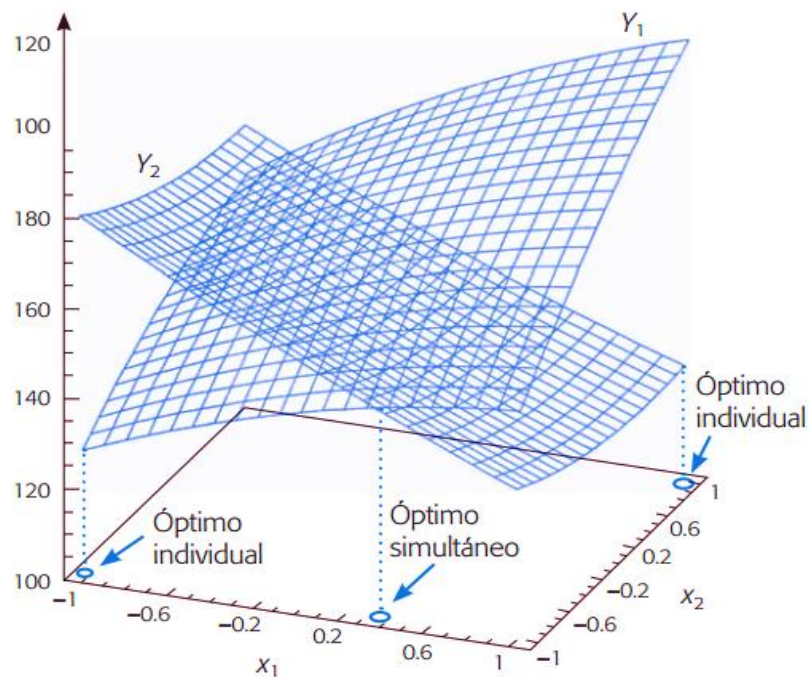 120
Y1
100
Y2
180
160
140
Óptimo
individual
120
Óptimo
individual
Óptimo
simultáneo
100
−1
−0.6
−0.2
0.2
0.6
1
x1
−1
−0.6
−0.2
0.2
0.6
1
x2